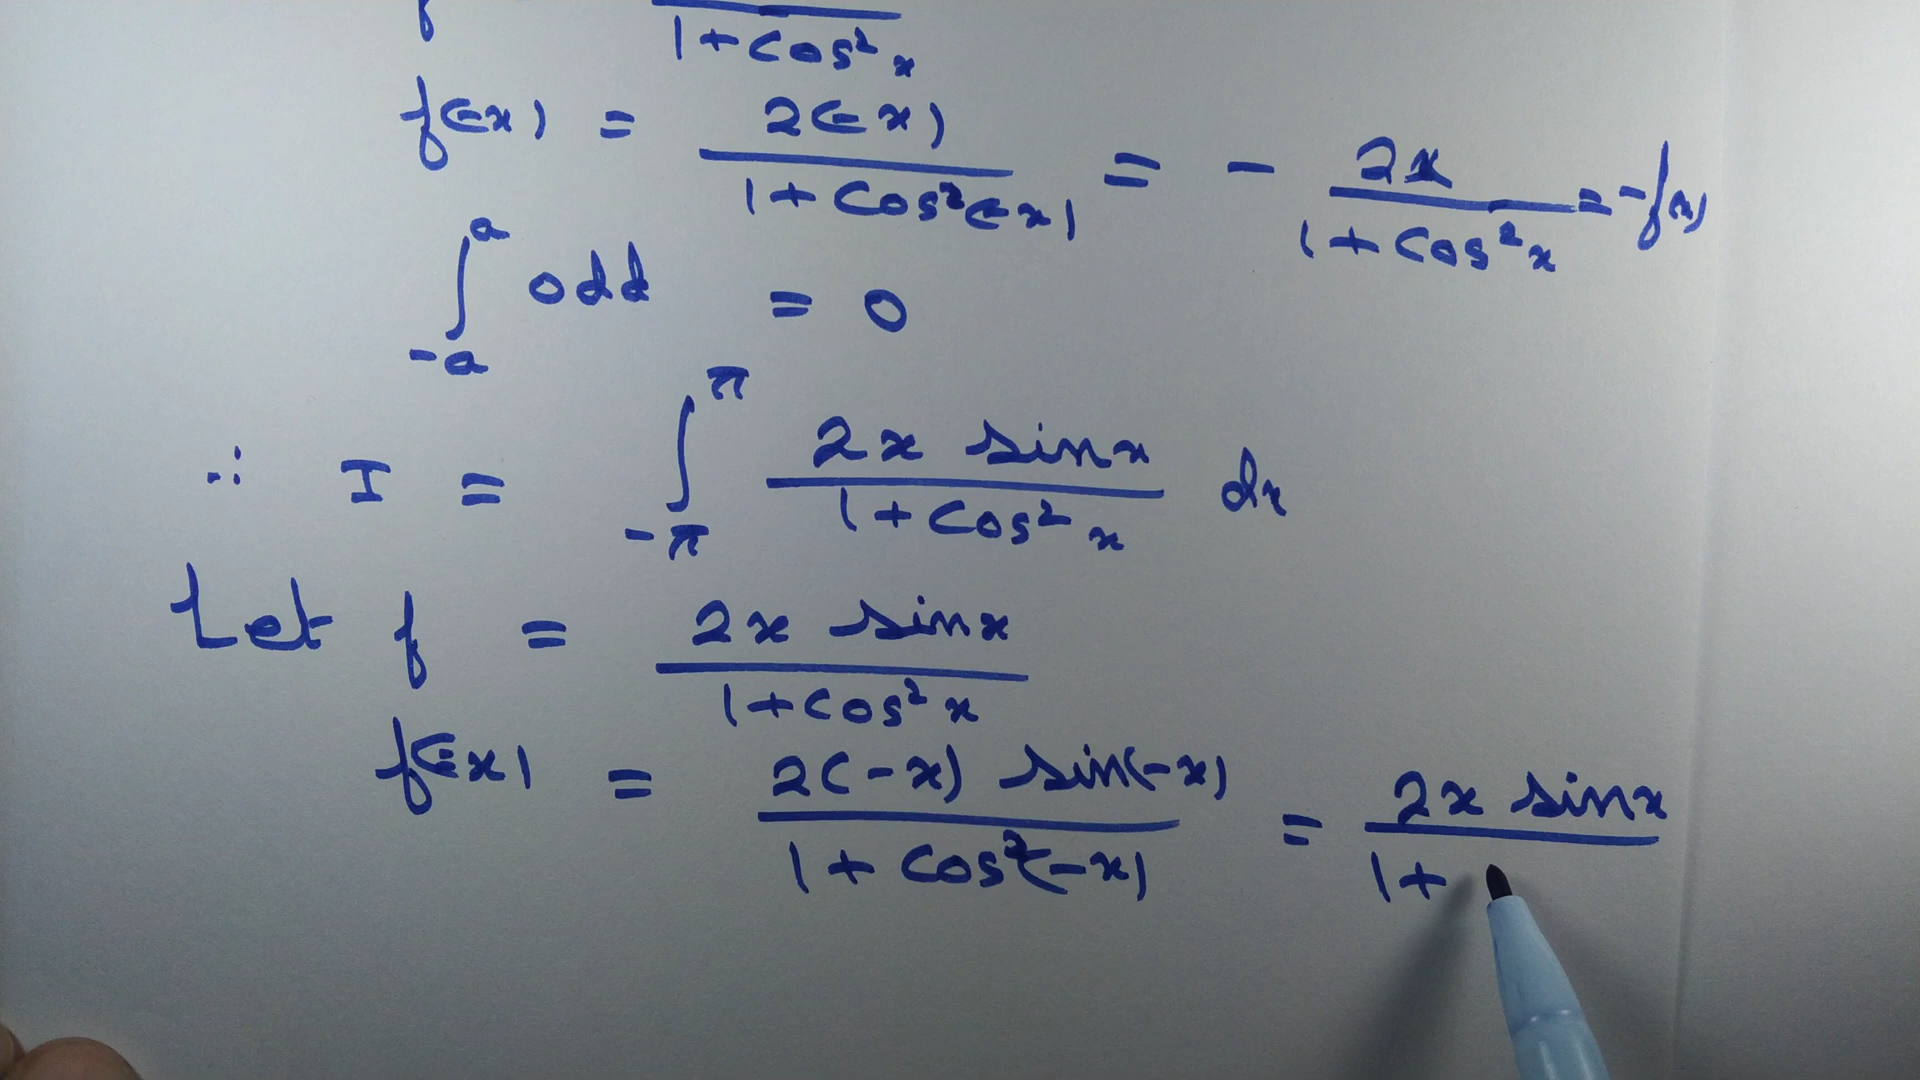 f ─── 1+cos²x
f(-x) = 2(-x) / 1+cos²(-x) = - 2x / 1+cos²x = -f(x)
∫_{-a}^{a} odd = 0
∴ I = ∫_{-π}^{π} 2x sinx / 1+cos²x dx
Let f = 2x sinx / 1+cos²x
f(-x) = 2(-x) sin(-x) / 1+cos²(-x) = 2x sinx / 1+